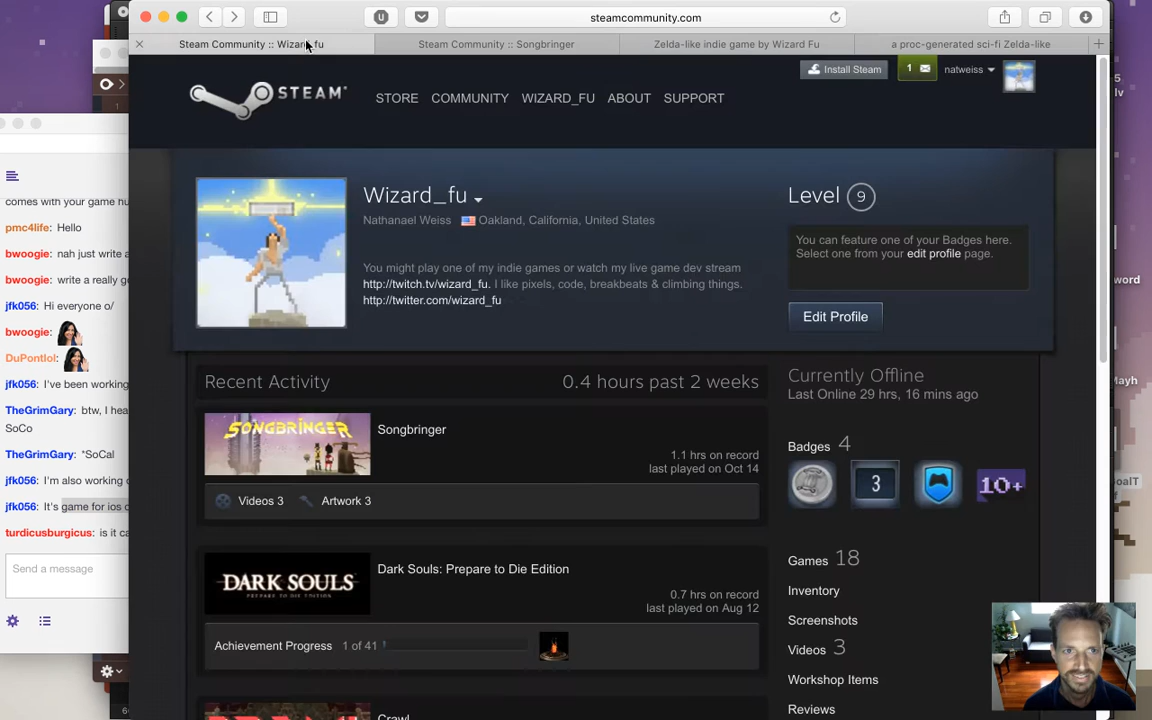 steamcommunity.com
Steam Community :: Wizard_fu
Steam Community :: Songbringer
Zelda-like indie game by Wizard Fu
a proc-generated sci-fi Zelda-like
Install Steam
1
natweiss
STEAM
STORE
COMMUNITY
WIZARD_FU
ABOUT
SUPPORT
Wizard_fu
Nathanael Weiss
Oakland, California, United States
You might play one of my indie games or watch my live game dev stream
http://twitch.tv/wizard_fu. I like pixels, code, breakbeats & climbing things.
http://twitter.com/wizard_fu
Level 9
You can feature one of your Badges here.
Select one from your edit profile page.
Edit Profile
Recent Activity
0.4 hours past 2 weeks
SONGBRINGER
Songbringer
1.1 hrs on record
last played on Oct 14
Videos 3
Artwork 3
DARK SOULS
PREPARE TO DIE EDITION
Dark Souls: Prepare to Die Edition
0.7 hrs on record
last played on Aug 12
Achievement Progress 1 of 41
Crawl
Currently Offline
Last Online 29 hrs, 16 mins ago
Badges 4
3
10+
Games 18
Inventory
Screenshots
Videos 3
Workshop Items
Reviews
comes with your game hu
pmc4life: Hello
bwoogie: nah just write a
bwoogie: write a really go
jfk056: Hi everyone o/
bwoogie:
DuPontlol:
jfk056: I've been working
TheGrimGary: btw, I hea
SoCo
TheGrimGary: *SoCal
jfk056: I'm also working o
jfk056: It's game for ios o
turdicusburgicus: is it ca
Send a message